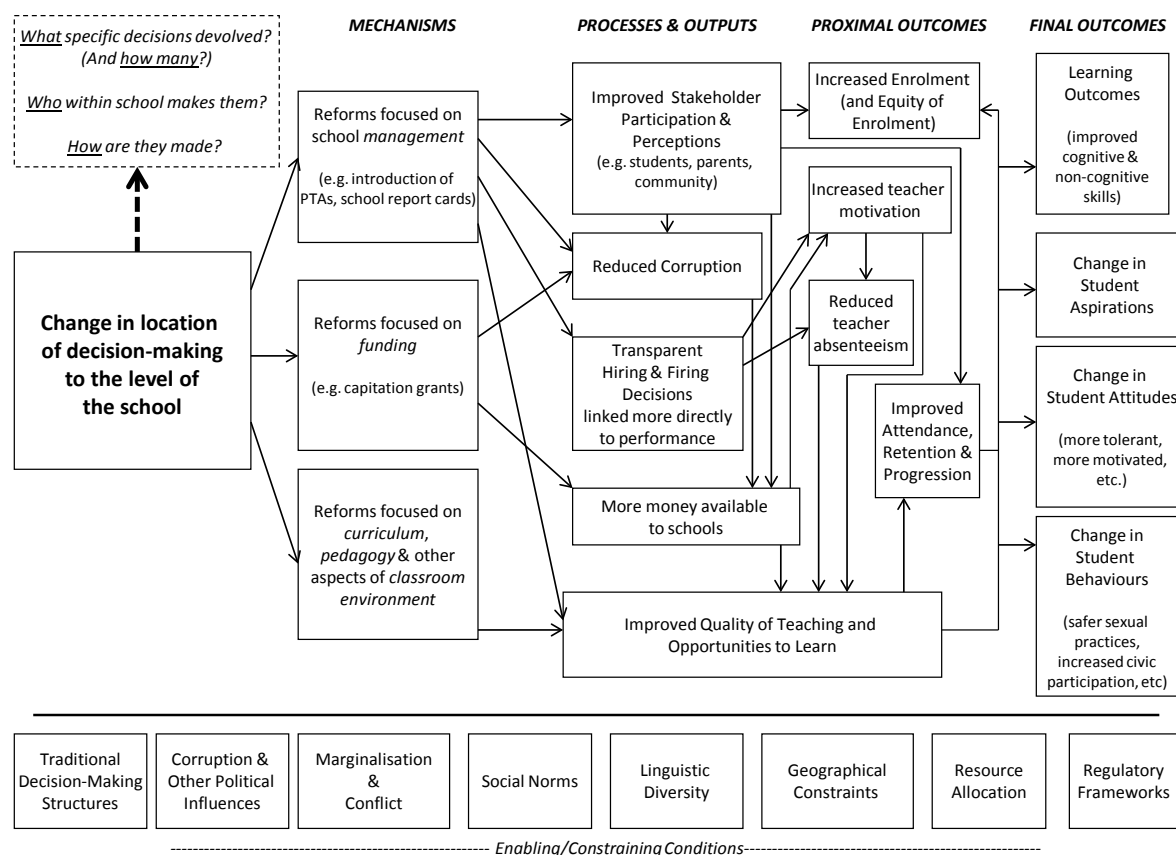 MECHANISMS
PROCESSES & OUTPUTS
PROXIMAL OUTCOMES
FINAL OUTCOMES
What specific decisions devolved?
(And how many?)
Who within school makes them?
How are they made?
Change in location
of decision-making
to the level of
the school
Reforms focused on
school management
(e.g. introduction of
PTAs, school report cards)
Reforms focused on
funding
(e.g. capitation grants)
Reforms focused on
curriculum,
pedagogy & other
aspects of classroom
environment
Improved Stakeholder
Participation &
Perceptions
(e.g. students, parents,
community)
Reduced Corruption
Transparent
Hiring & Firing
Decisions
linked more directly
to performance
More money available
to schools
Improved Quality of Teaching and
Opportunities to Learn
Increased Enrolment
(and Equity of
Enrolment)
Increased teacher
motivation
Reduced
teacher
absenteeism
Improved
Attendance,
Retention &
Progression
Learning
Outcomes
(improved
cognitive &
non-cognitive
skills)
Change in
Student
Aspirations
Change in
Student Attitudes
(more tolerant,
more motivated,
etc.)
Change in
Student
Behaviours
(safer sexual
practices,
increased civic
participation, etc)
Traditional
Decision-Making
Structures
Corruption &
Other Political
Influences
Marginalisation
&
Conflict
Social Norms
Linguistic
Diversity
Geographical
Constraints
Resource
Allocation
Regulatory
Frameworks
Enabling/Constraining Conditions